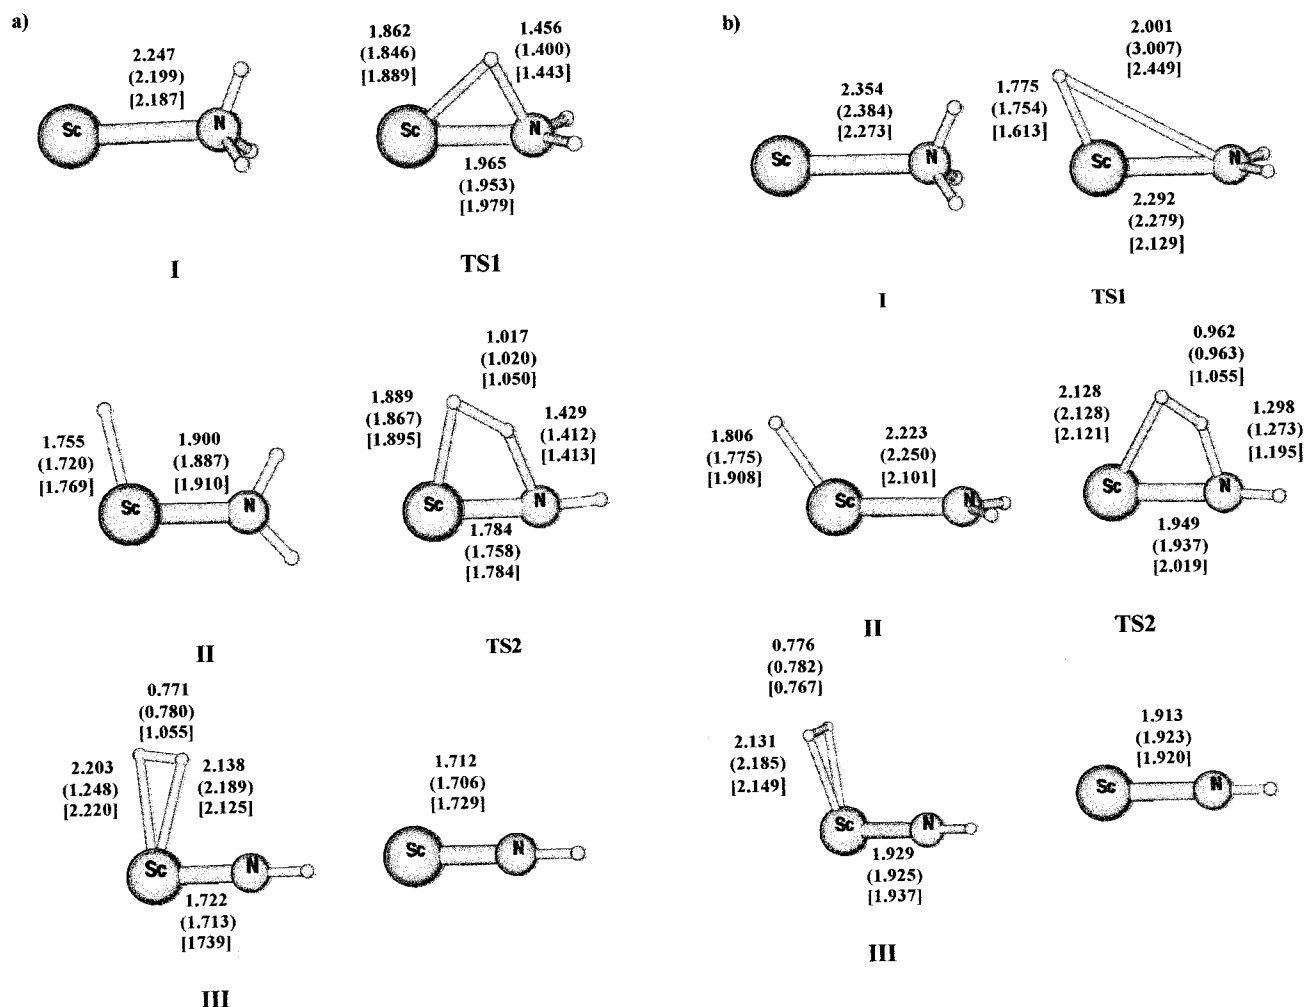 a)
2.247
(2.199)
[2.187]
Sc
N
I
1.862
(1.846)
[1.889]
1.456
(1.400)
[1.443]
Sc
N
1.965
(1.953)
[1.979]
TS1
1.755
(1.720)
[1.769]
1.900
(1.887)
[1.910]
Sc
N
II
1.017
(1.020)
[1.050]
1.889
(1.867)
[1.895]
1.429
(1.412)
[1.413]
Sc
N
1.784
(1.758)
[1.784]
TS2
0.771
(0.780)
[1.055]
2.203
(1.248)
[2.220]
2.138
(2.189)
[2.125]
Sc
N
1.722
(1.713)
[1739]
III
1.712
(1.706)
[1.729]
Sc
N
b)
2.354
(2.384)
[2.273]
Sc
N
I
2.001
(3.007)
[2.449]
1.775
(1.754)
[1.613]
Sc
N
2.292
(2.279)
[2.129]
TS1
1.806
(1.775)
[1.908]
2.223
(2.250)
[2.101]
Sc
N
II
0.962
(0.963)
[1.055]
2.128
(2.128)
[2.121]
1.298
(1.273)
[1.195]
Sc
N
1.949
(1.937)
[2.019]
TS2
0.776
(0.782)
[0.767]
2.131
(2.185)
[2.149]
Sc
N
1.929
(1.925)
[1.937]
III
1.913
(1.923)
[1.920]
Sc
N